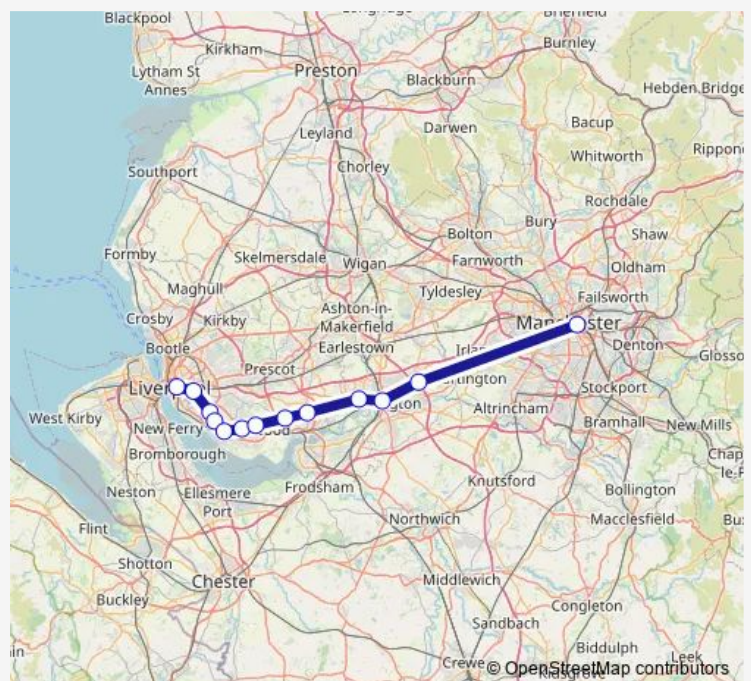 Blackpool
Kirkham
Preston
Lytham St
Annes
Blackburn
Burnley
Hebden Bridge
Leyland
Darwen
Bacup
Chorley
Whitworth
Rippon
Southport
Rochdale
Bury
Shaw
Formby
Skelmersdale
Wigan
Bolton
Farnworth
Oldham
Maghull
Tyldesley
Failsworth
Crosby
Kirkby
Ashton-in-
Makerfield
Bootle
Earlestown
Denton
Glosso
Prescot
Stockport
West Kirby
New Ferry
Altrincham
Bramhall
New Mills
Bromborough
Neston
Ellesmere
Port
Frodsham
Knutsford
Bollington
Flint
Northwich
Macclesfield
Shotton
Chester
Buckley
Middlewich
Congleton
Sandbach
Biddulph
Leek
Crewe
© OpenStreetMap contributors